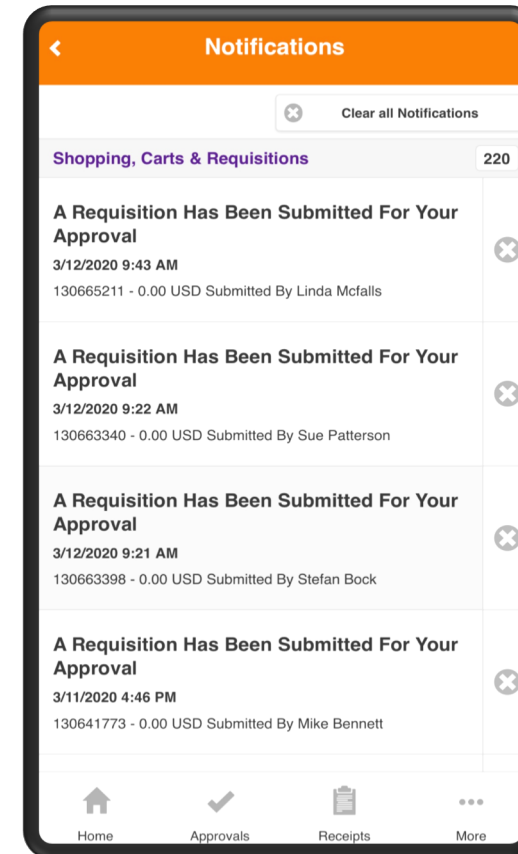 Notifications
Clear all Notifications
Shopping, Carts & Requisitions 220
A Requisition Has Been Submitted For Your
Approval
3/12/2020 9:43 AM
130665211 - 0.00 USD Submitted By Linda Mcfalls
A Requisition Has Been Submitted For Your
Approval
3/12/2020 9:22 AM
130663340 - 0.00 USD Submitted By Sue Patterson
A Requisition Has Been Submitted For Your
Approval
3/12/2020 9:21 AM
130663398 - 0.00 USD Submitted By Stefan Bock
A Requisition Has Been Submitted For Your
Approval
3/11/2020 4:46 PM
130641773 - 0.00 USD Submitted By Mike Bennett
Home Approvals Receipts More